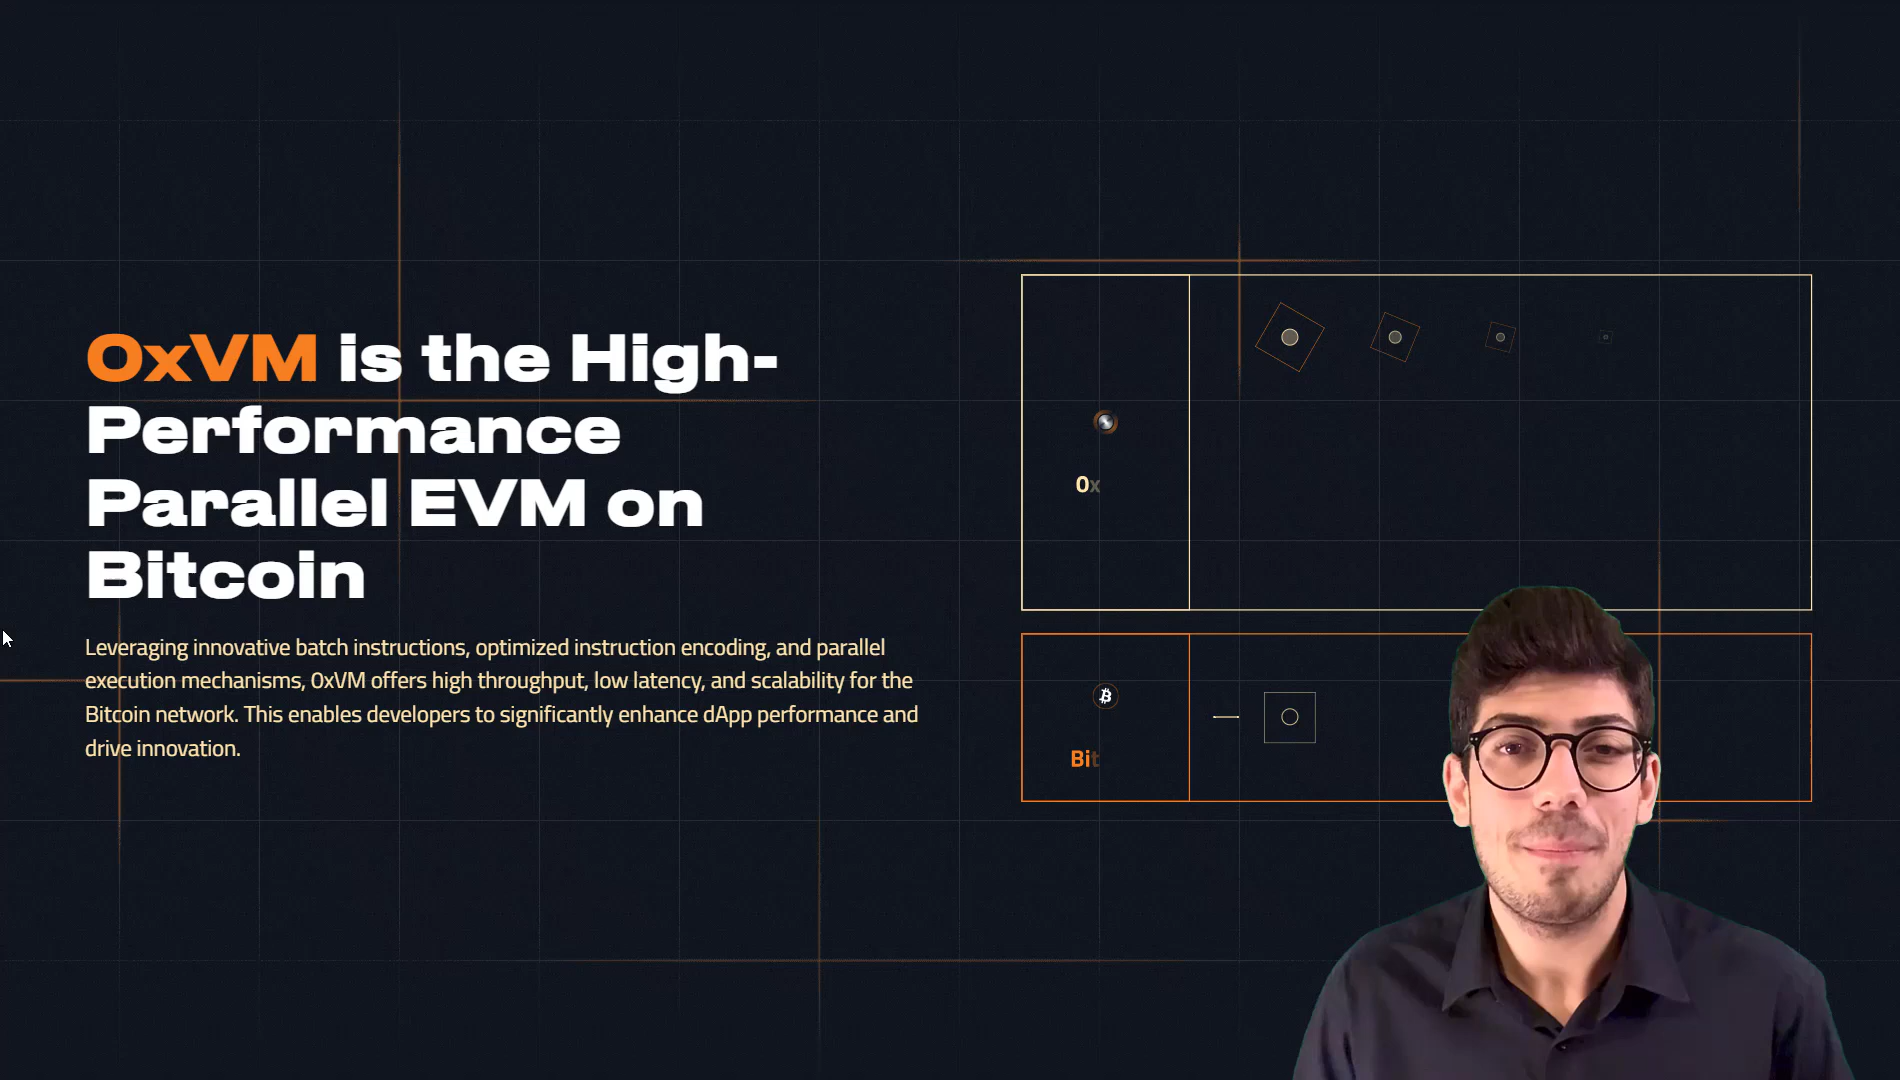 0xVM is the High-
Performance
Parallel EVM on
Bitcoin
Leveraging innovative batch instructions, optimized instruction encoding, and parallel
execution mechanisms, 0xVM offers high throughput, low latency, and scalability for the
Bitcoin network. This enables developers to significantly enhance dApp performance and
drive innovation.
0x
Bit